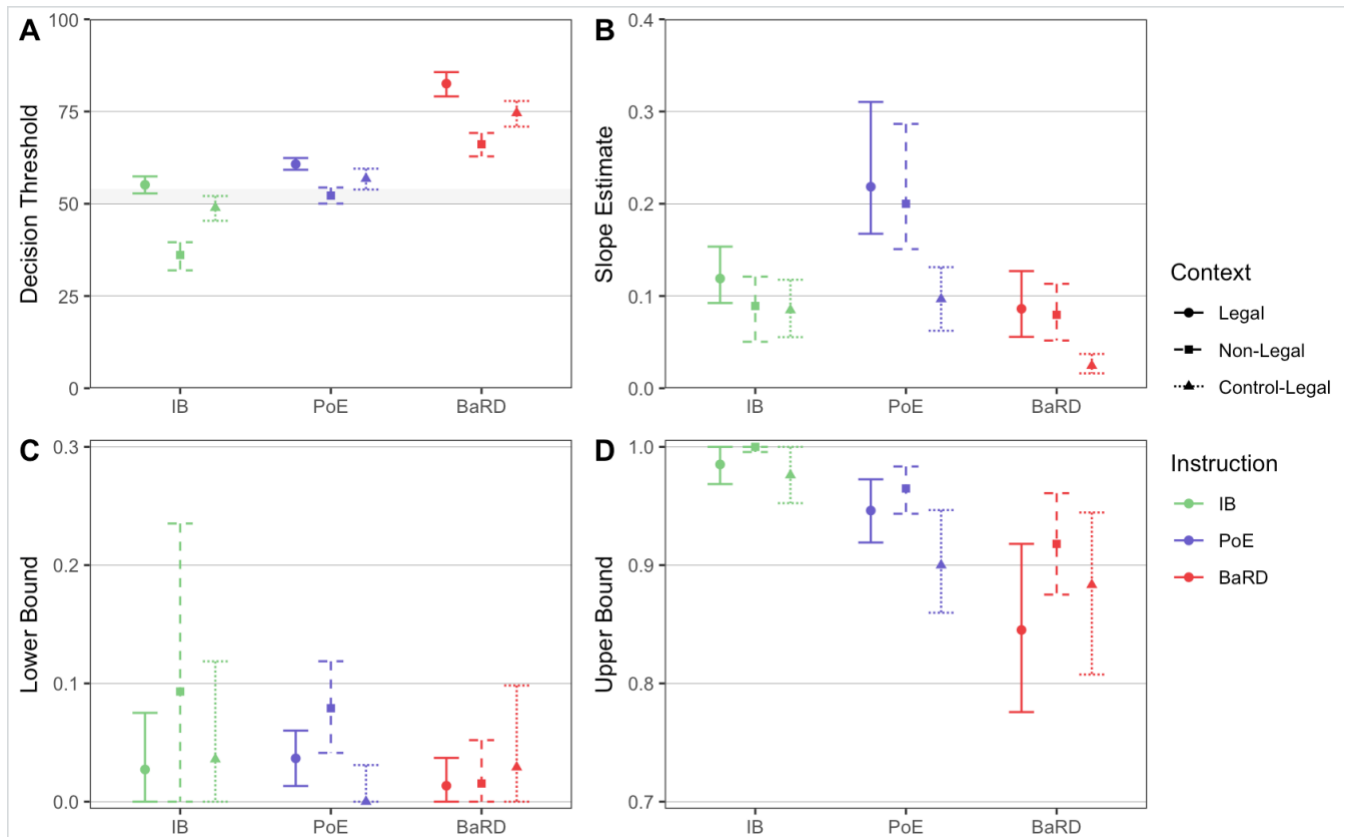 A
B
100
75
50
25
0
Decision Threshold
IB
PoE
BaRD
0.4
0.3
0.2
0.1
0.0
Slope Estimate
IB
PoE
BaRD
Context
Legal
Non-Legal
Control-Legal
C
D
0.3
0.2
0.1
0.0
Lower Bound
IB
PoE
BaRD
1.0
0.9
0.8
0.7
Upper Bound
IB
PoE
BaRD
Instruction
IB
PoE
BaRD